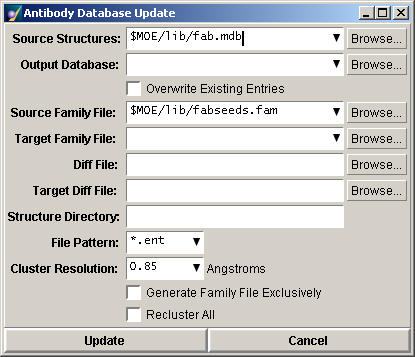 Antibody Database Update
Source Structures: $MOE/lib/fab.mdb Browse...
Output Database: Browse...
Overwrite Existing Entries
Source Family File: $MOE/lib/fabseeds.fam Browse...
Target Family File: Browse...
Diff File: Browse...
Target Diff File: Browse...
Structure Directory:
File Pattern: *.ent
Cluster Resolution: 0.85 Angstroms
Generate Family File Exclusively
Recluster All
Update Cancel